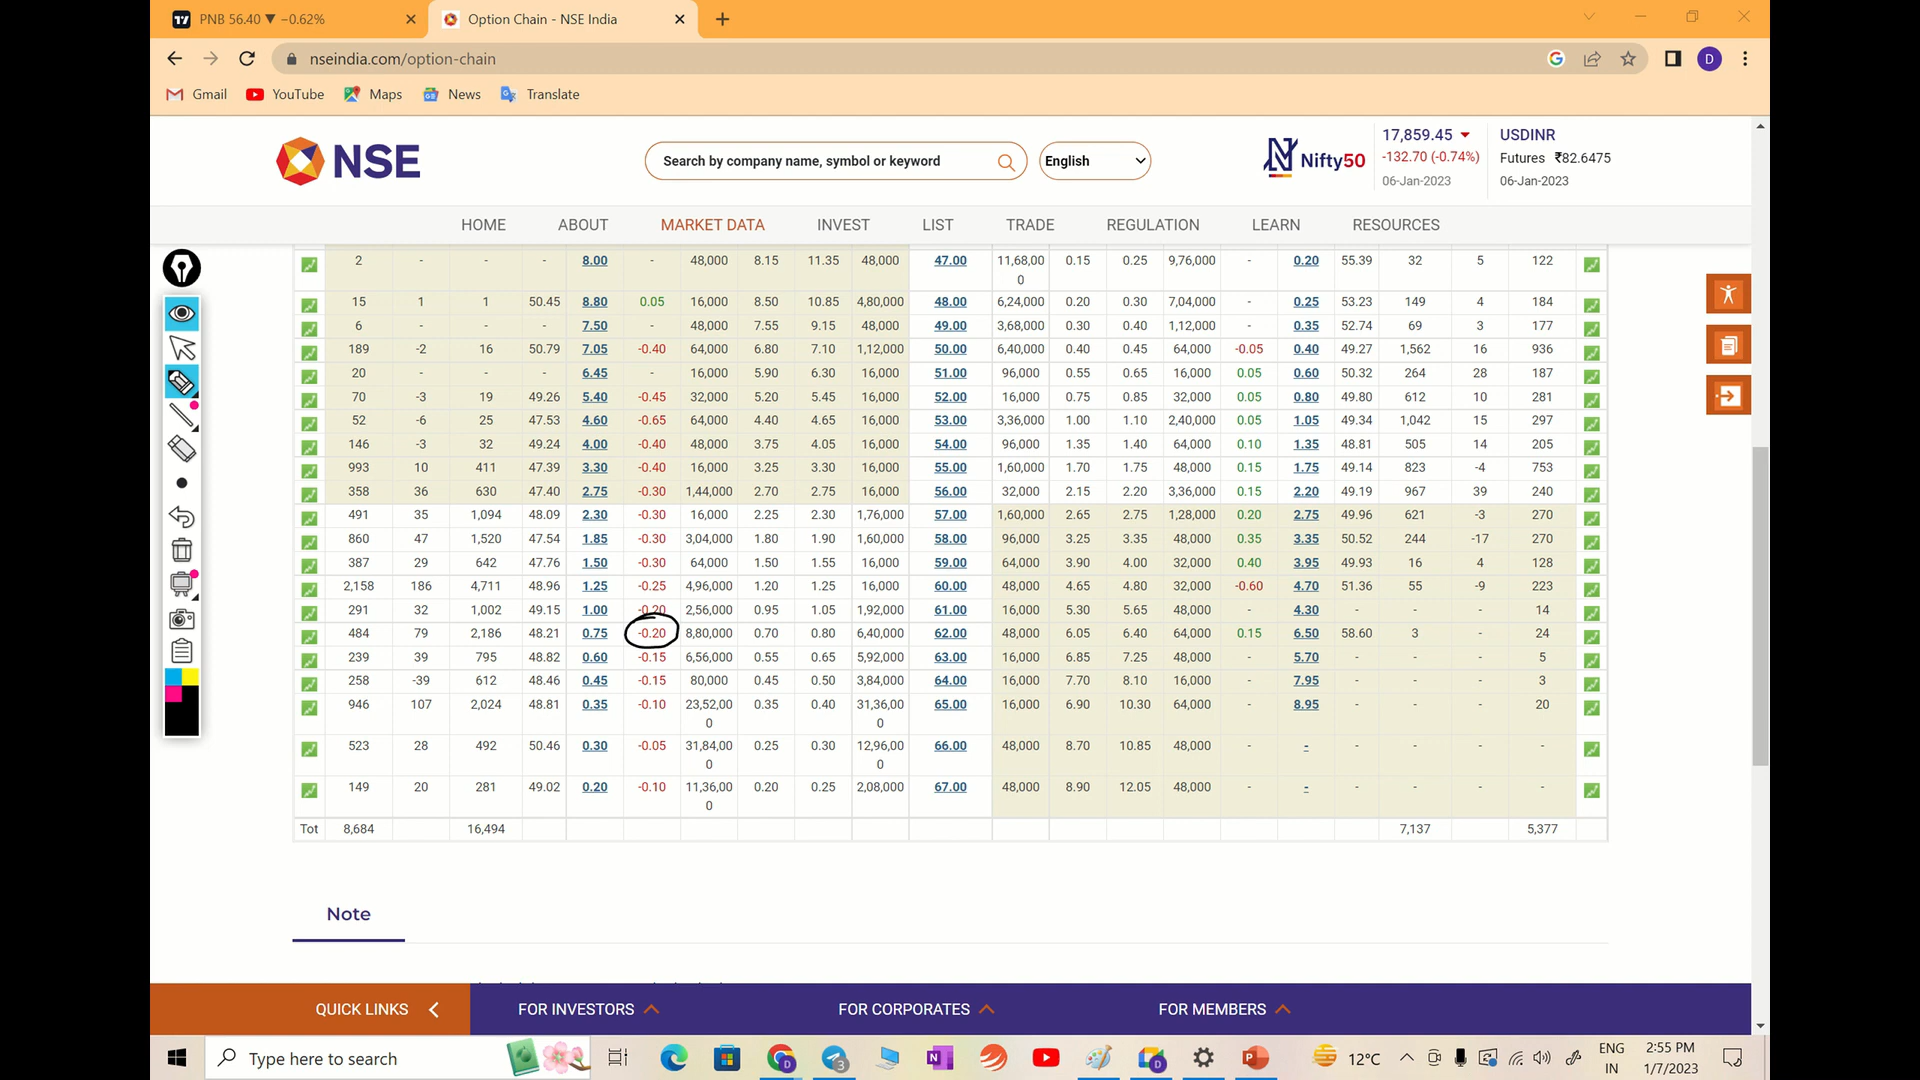 PNB 56.40 ▼ −0.62%
Option Chain - NSE India
nseindia.com/option-chain
D
Gmail YouTube Maps News Translate
NSE
Search by company name, symbol or keyword
English
Nifty50
17,859.45
-132.70 (-0.74%)
06-Jan-2023
USDINR
Futures ₹82.6475
06-Jan-2023
HOME ABOUT MARKET DATA INVEST LIST TRADE REGULATION LEARN RESOURCES
2 - - - 8.00 - 48,000 8.15 11.35 48,000 47.00 11,68,000 0.15 0.25 9,76,000 - 0.20 55.39 32 5 122
15 1 1 50.45 8.80 0.05 16,000 8.50 10.85 4,80,000 48.00 6,24,000 0.20 0.30 7,04,000 - 0.25 53.23 149 4 184
6 - - - 7.50 - 48,000 7.55 9.15 48,000 49.00 3,68,000 0.30 0.40 1,12,000 - 0.35 52.74 69 3 177
189 -2 16 50.79 7.05 -0.40 64,000 6.80 7.10 1,12,000 50.00 6,40,000 0.40 0.45 64,000 -0.05 0.40 49.27 1,562 16 936
20 - - - 6.45 - 16,000 5.90 6.30 16,000 51.00 96,000 0.55 0.65 16,000 0.05 0.60 50.32 264 28 187
70 -3 19 49.26 5.40 -0.45 32,000 5.20 5.45 16,000 52.00 16,000 0.75 0.85 32,000 0.05 0.80 49.80 612 10 281
52 -6 25 47.53 4.60 -0.65 64,000 4.40 4.65 16,000 53.00 3,36,000 1.00 1.10 2,40,000 0.05 1.05 49.34 1,042 15 297
146 -3 32 49.24 4.00 -0.40 48,000 3.75 4.05 16,000 54.00 96,000 1.35 1.40 64,000 0.10 1.35 48.81 505 14 205
993 10 411 47.39 3.30 -0.40 16,000 3.25 3.30 16,000 55.00 1,60,000 1.70 1.75 48,000 0.15 1.75 49.14 823 -4 753
358 36 630 47.40 2.75 -0.30 1,44,000 2.70 2.75 16,000 56.00 32,000 2.15 2.20 3,36,000 0.15 2.20 49.19 967 39 240
491 35 1,094 48.09 2.30 -0.30 16,000 2.25 2.30 1,76,000 57.00 1,60,000 2.65 2.75 1,28,000 0.20 2.75 49.96 621 -3 270
860 47 1,520 47.54 1.85 -0.30 3,04,000 1.80 1.90 1,60,000 58.00 96,000 3.25 3.35 48,000 0.35 3.35 50.52 244 -17 270
387 29 642 47.76 1.50 -0.30 64,000 1.50 1.55 16,000 59.00 64,000 3.90 4.00 32,000 0.40 3.95 49.93 16 4 128
2,158 186 4,711 48.96 1.25 -0.25 4,96,000 1.20 1.25 16,000 60.00 48,000 4.65 4.80 32,000 -0.60 4.70 51.36 55 -9 223
291 32 1,002 49.15 1.00 -0.20 2,56,000 0.95 1.05 1,92,000 61.00 16,000 5.30 5.65 48,000 - 4.30 - - - 14
484 79 2,186 48.21 0.75 -0.20 8,80,000 0.70 0.80 6,40,000 62.00 48,000 6.05 6.40 64,000 0.15 6.50 58.60 3 - 24
239 39 795 48.82 0.60 -0.15 6,56,000 0.55 0.65 5,92,000 63.00 16,000 6.85 7.25 48,000 - 5.70 - - - 5
258 -39 612 48.46 0.45 -0.15 80,000 0.45 0.50 3,84,000 64.00 16,000 7.70 8.10 16,000 - 7.95 - - - 3
946 107 2,024 48.81 0.35 -0.10 23,52,000 0.35 0.40 31,36,000 65.00 16,000 6.90 10.30 64,000 - 8.95 - - - 20
523 28 492 50.46 0.30 -0.05 31,84,000 0.25 0.30 12,96,000 66.00 48,000 8.70 10.85 48,000 - - - - - -
149 20 281 49.02 0.20 -0.10 11,36,000 0.20 0.25 2,08,000 67.00 48,000 8.90 12.05 48,000 - - - - - -
Tot 8,684 16,494 7,137 5,377
Note
QUICK LINKS FOR INVESTORS FOR CORPORATES FOR MEMBERS
Type here to search
12°C
ENG
IN
2:55 PM
1/7/2023